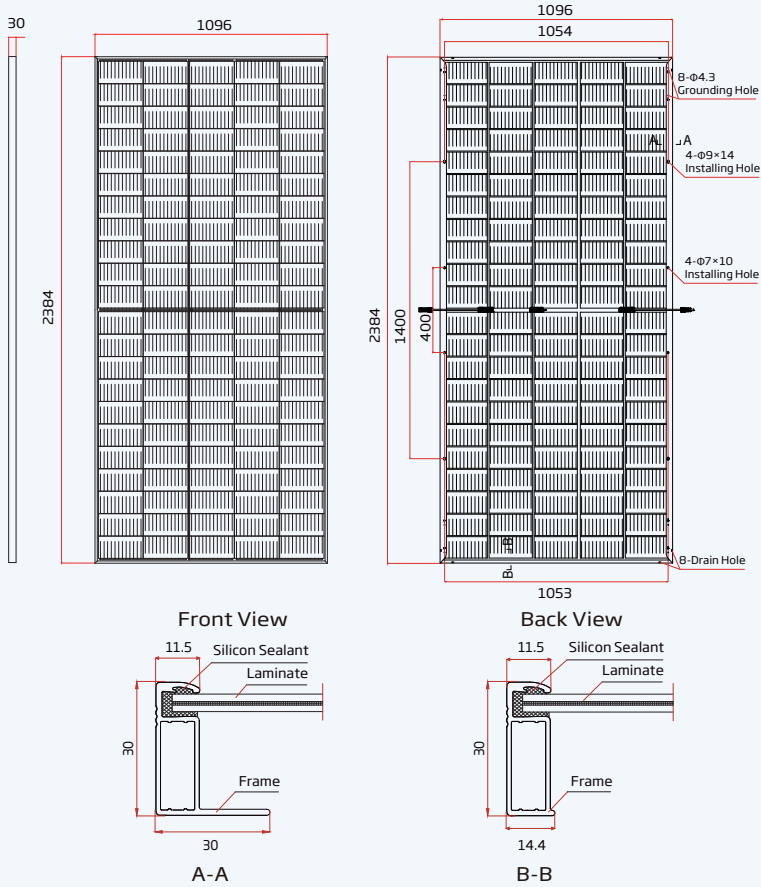 30
1096
2384
Front View
1096
1054
8-Φ4.3
Grounding Hole
A
A
4-Φ9×14
Installing Hole
4-Φ7×10
Installing Hole
2384
1400
400
B
B
8-Drain Hole
1053
Back View
11.5
Silicon Sealant
Laminate
30
Frame
30
A-A
11.5
Silicon Sealant
Laminate
30
Frame
14.4
B-B